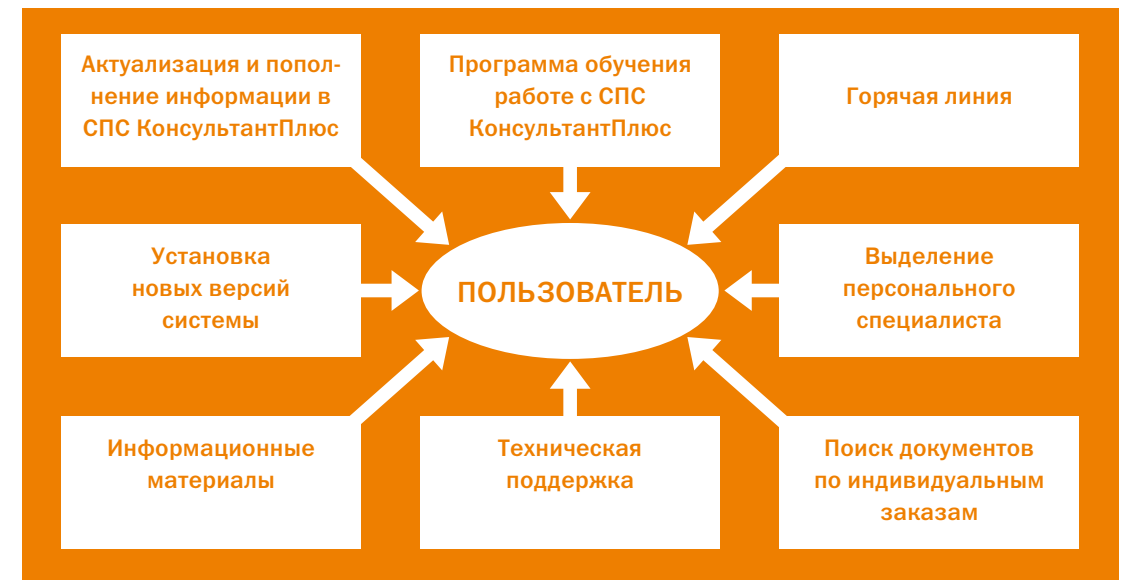 Актуализация и попол-
нение информации в
СПС КонсультантПлюс
Программа обучения
работе с СПС
КонсультантПлюс
Горячая линия
Установка
новых версий
системы
ПОЛЬЗОВАТЕЛЬ
Выделение
персонального
специалиста
Информационные
материалы
Техническая
поддержка
Поиск документов
по индивидуальным
заказам